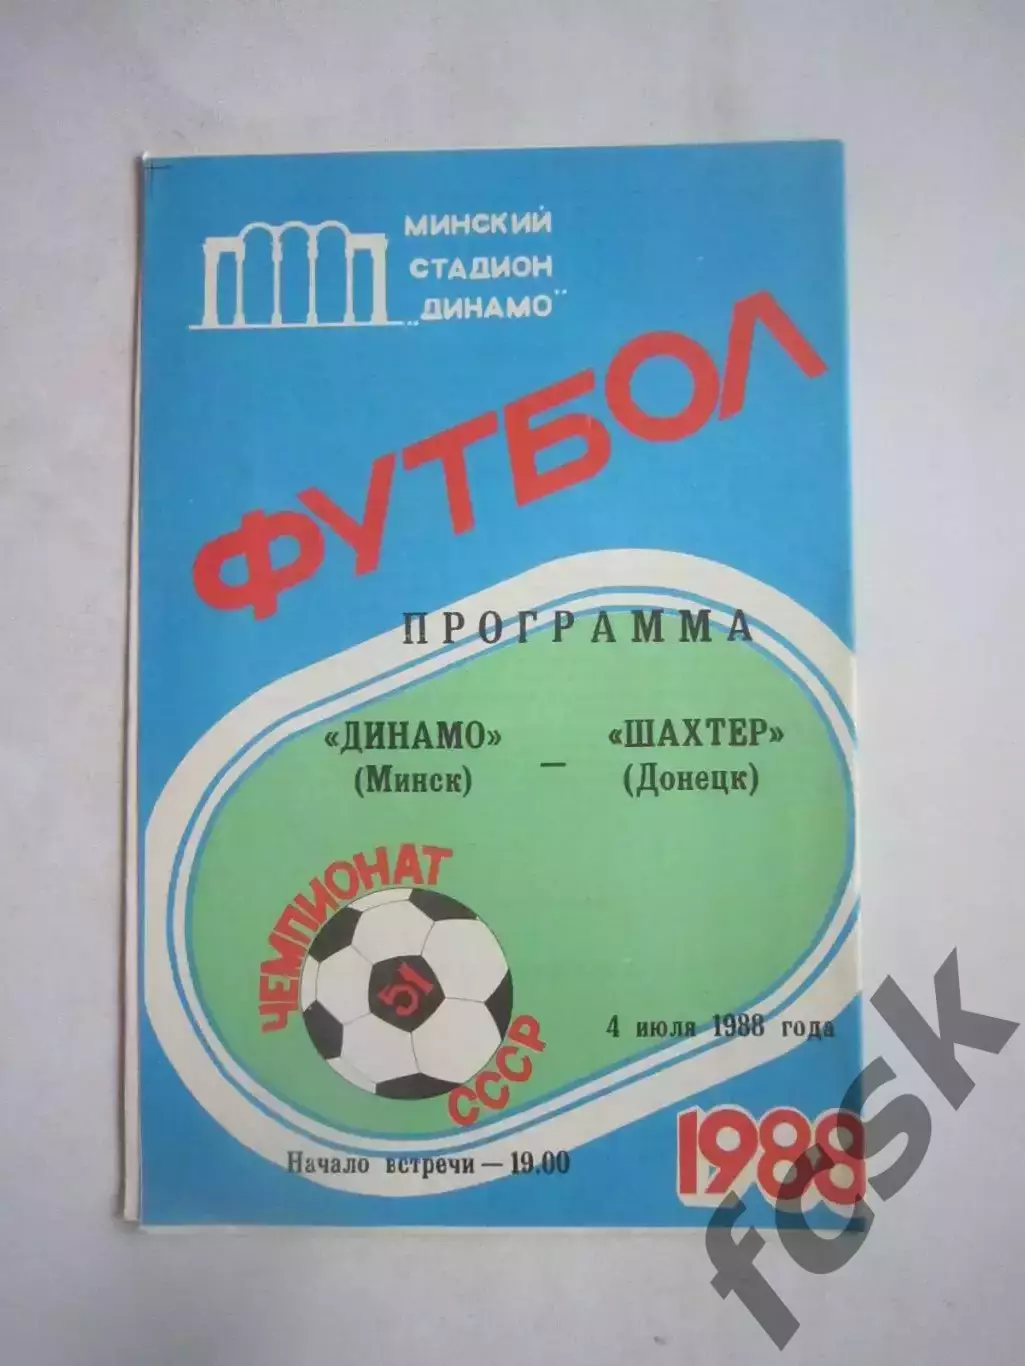 МИНСКИЙ
СТАДИОН
„ДИНАМО"
ФУТБОЛ
ПРОГРАММА
«ДИНАМО» – «ШАХТЕР»
(Минск) (Донецк)
ЧЕМПИОНАТ
51
СССР
4 июля 1988 года
Начало встречи — 19.00
1988
fcsk